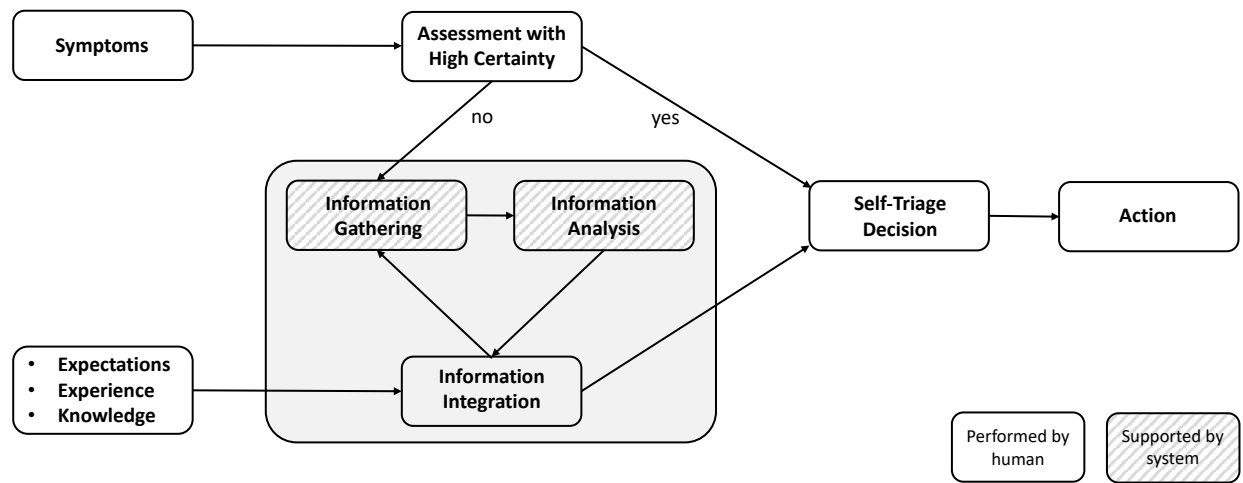 Symptoms
Assessment with
High Certainty
no
yes
Information
Gathering
Information
Analysis
Self-Triage
Decision
Action
• Expectations
• Experience
• Knowledge
Information
Integration
Performed by
human
Supported by
system